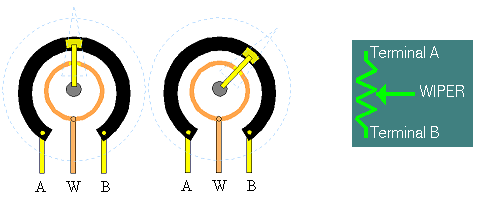 A W B
A W B
Terminal A
WIPER
Terminal B